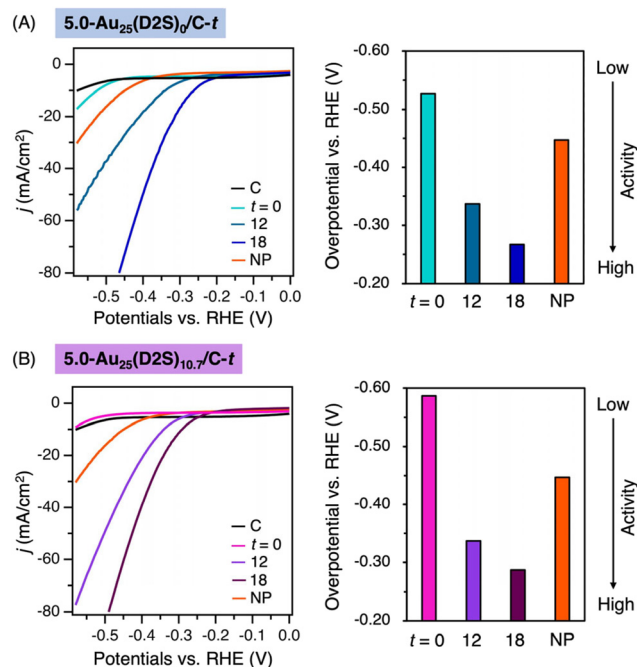 (A) 5.0-Au25(D2S)0/C-t
j (mA/cm2)
0
-20
-40
-60
-80
C
t = 0
12
18
NP
-0.5 -0.4 -0.3 -0.2 -0.1 0.0
Potentials vs. RHE (V)
Overpotential vs. RHE (V)
-0.60
-0.50
-0.40
-0.30
-0.20
t = 0 12 18 NP
Low
Activity
High
(B) 5.0-Au25(D2S)10.7/C-t
j (mA/cm2)
0
-20
-40
-60
-80
C
t = 0
12
18
NP
-0.5 -0.4 -0.3 -0.2 -0.1 0.0
Potentials vs. RHE (V)
Overpotential vs. RHE (V)
-0.60
-0.50
-0.40
-0.30
-0.20
t = 0 12 18 NP
Low
Activity
High